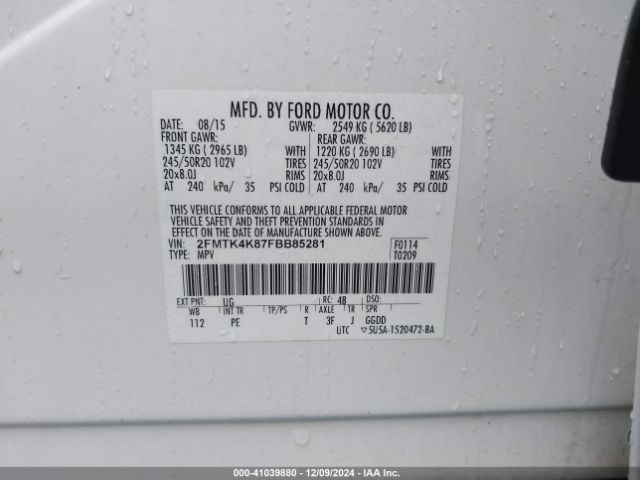 MFD. BY FORD MOTOR CO.
DATE: 08/15 GVWR: 2549 KG ( 5620 LB)
FRONT GAWR: REAR GAWR:
1345 KG ( 2965 LB) WITH 1220 KG ( 2690 LB) WITH
245/50R20 102V TIRES 245/50R20 102V TIRES
20x8.0J RIMS 20x8.0J RIMS
AT 240 kPa/ 35 PSI COLD AT 240 kPa/ 35 PSI COLD
THIS VEHICLE CONFORMS TO ALL APPLICABLE FEDERAL MOTOR
VEHICLE SAFETY AND THEFT PREVENTION STANDARDS IN
EFFECT ON THE DATE OF MANUFACTURE SHOWN ABOVE.
VIN: 2FMTK4K87FBB85281 F0114
TYPE: MPV T0209
EXT PNT: UG RC: 48 DSO:
WB INT TR TP/PS R AXLE TR SPR
112 PE T 3F J GGDD
UTC ▽5U5A-1520472-BA
000-41039880 - 12/09/2024 - IAA Inc.